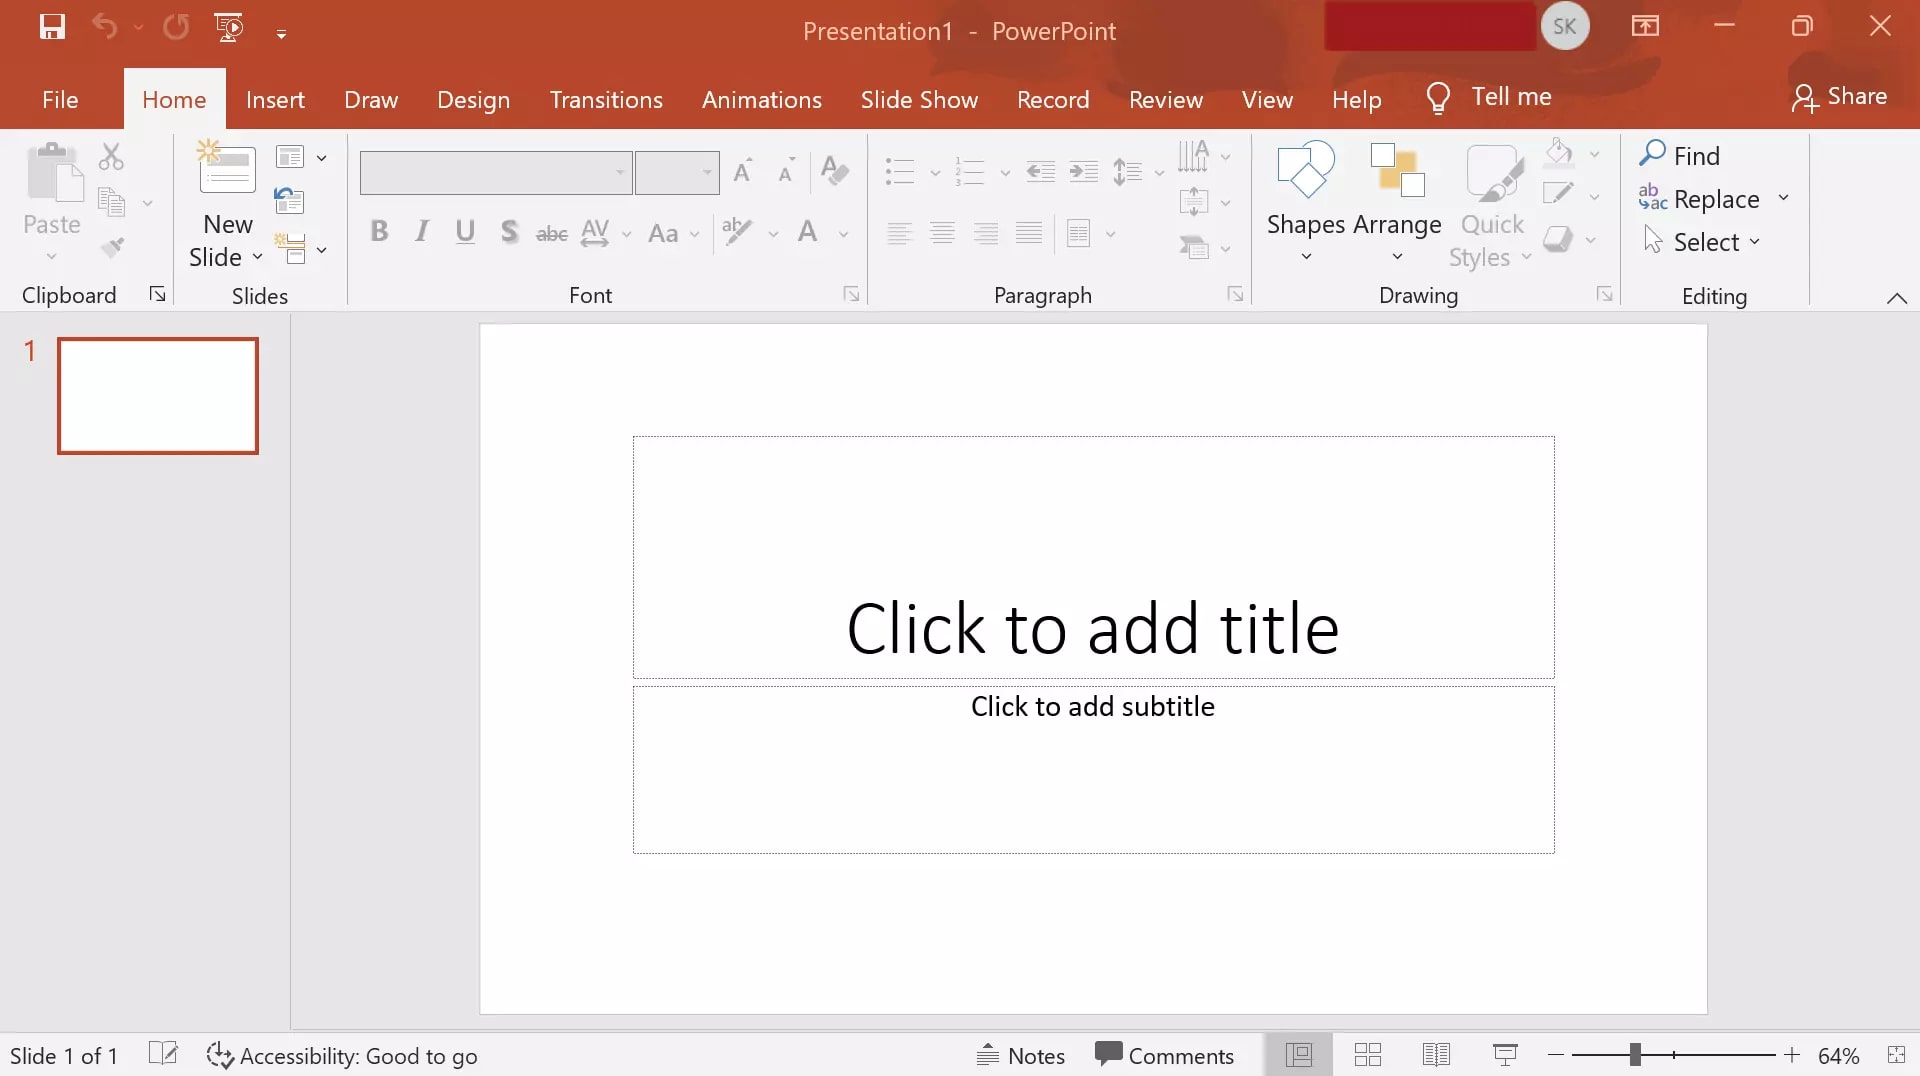 Presentation1 - PowerPoint
SK
File Home Insert Draw Design Transitions Animations Slide Show Record Review View Help Tell me Share
Paste
New
Slide
B I U S abc AV Aa ab A
Shapes Arrange Quick
Styles
Find
Replace
Select
Clipboard Slides Font Paragraph Drawing Editing
1
Click to add title
Click to add subtitle
Slide 1 of 1 Accessibility: Good to go Notes Comments 64%